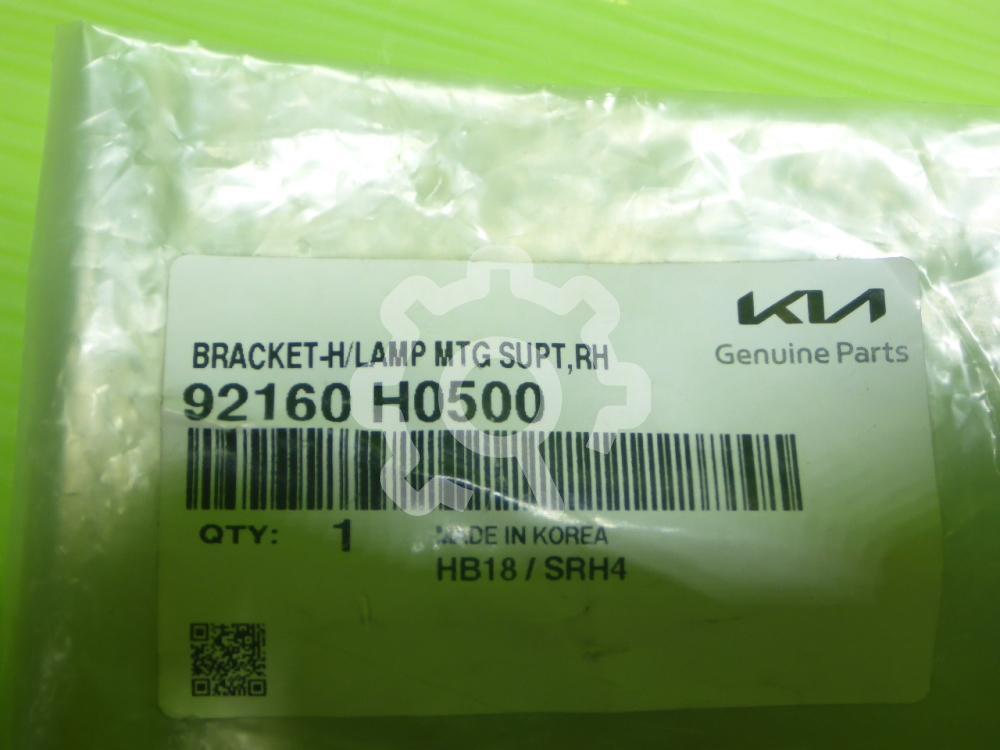 KIA
Genuine Parts
BRACKET-H/LAMP MTG SUPT,RH
92160 H0500
QTY: 1
MADE IN KOREA
HB18 / SRH4